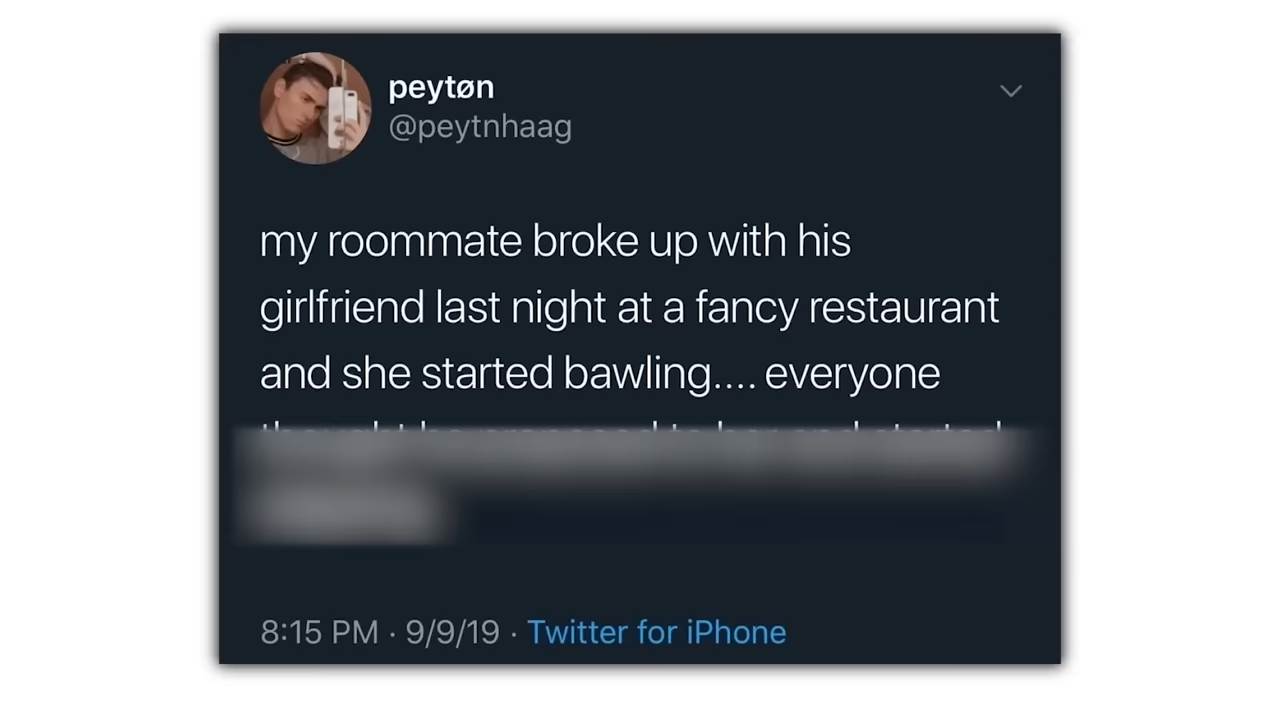 peytøn
@peytnhaag
my roommate broke up with his
girlfriend last night at a fancy restaurant
and she started bawling.... everyone
8:15 PM · 9/9/19 · Twitter for iPhone